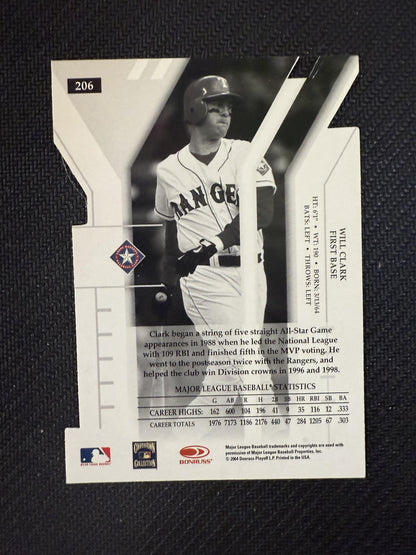 206
RANGE
WILL CLARK
FIRST BASE
HT: 6'1" • WT: 190 • BORN: 3/13/64
BATS: LEFT • THROWS: LEFT
Clark began a string of five straight All-Star Game
appearances in 1988 when he led the National League
with 109 RBI and finished fifth in the MVP voting. He
went to the postseason twice with the Rangers, and
helped the club win Division crowns in 1996 and 1998.
MAJOR LEAGUE BASEBALL® STATISTICS
G AB R H 2B 3B HR RBI SB BA
CAREER HIGHS: 162 600 104 196 41 9 35 116 12 .333
CAREER TOTALS 1976 7173 1186 2176 440 47 284 1205 67 .303
COOPERSTOWN
COLLECTION
DONRUSS
Major League Baseball trademarks and copyrights are used with
permission of Major League Baseball Properties, Inc.
© 2004 Donruss Playoff L.P. Printed in the USA.